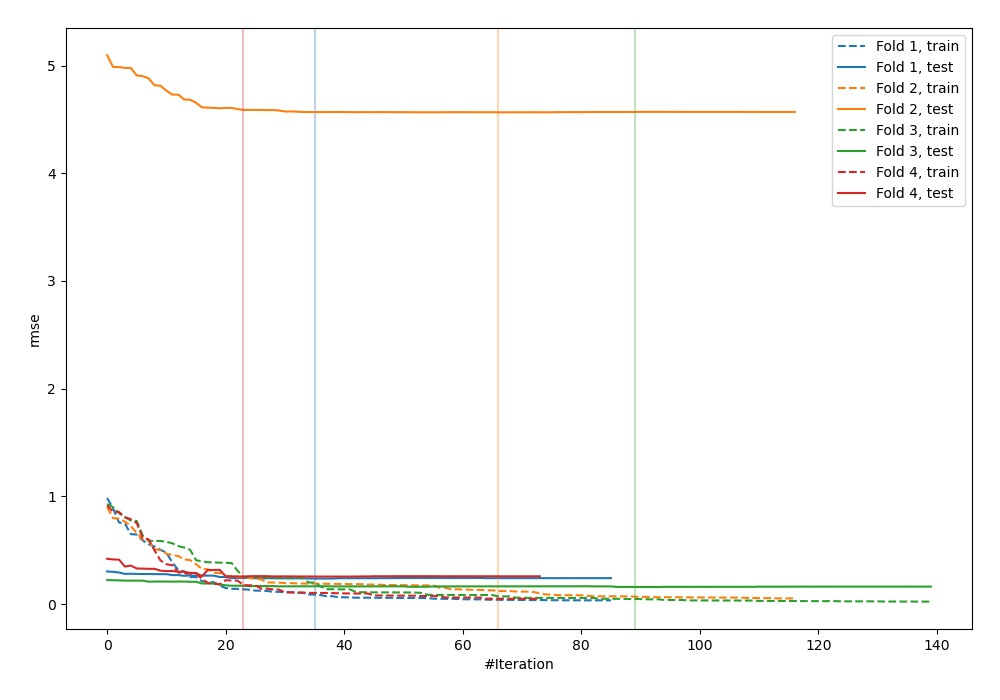 5
4
3
2
1
0
rmse
0
20
40
60
80
100
120
140
#Iteration
Fold 1, train
Fold 1, test
Fold 2, train
Fold 2, test
Fold 3, train
Fold 3, test
Fold 4, train
Fold 4, test